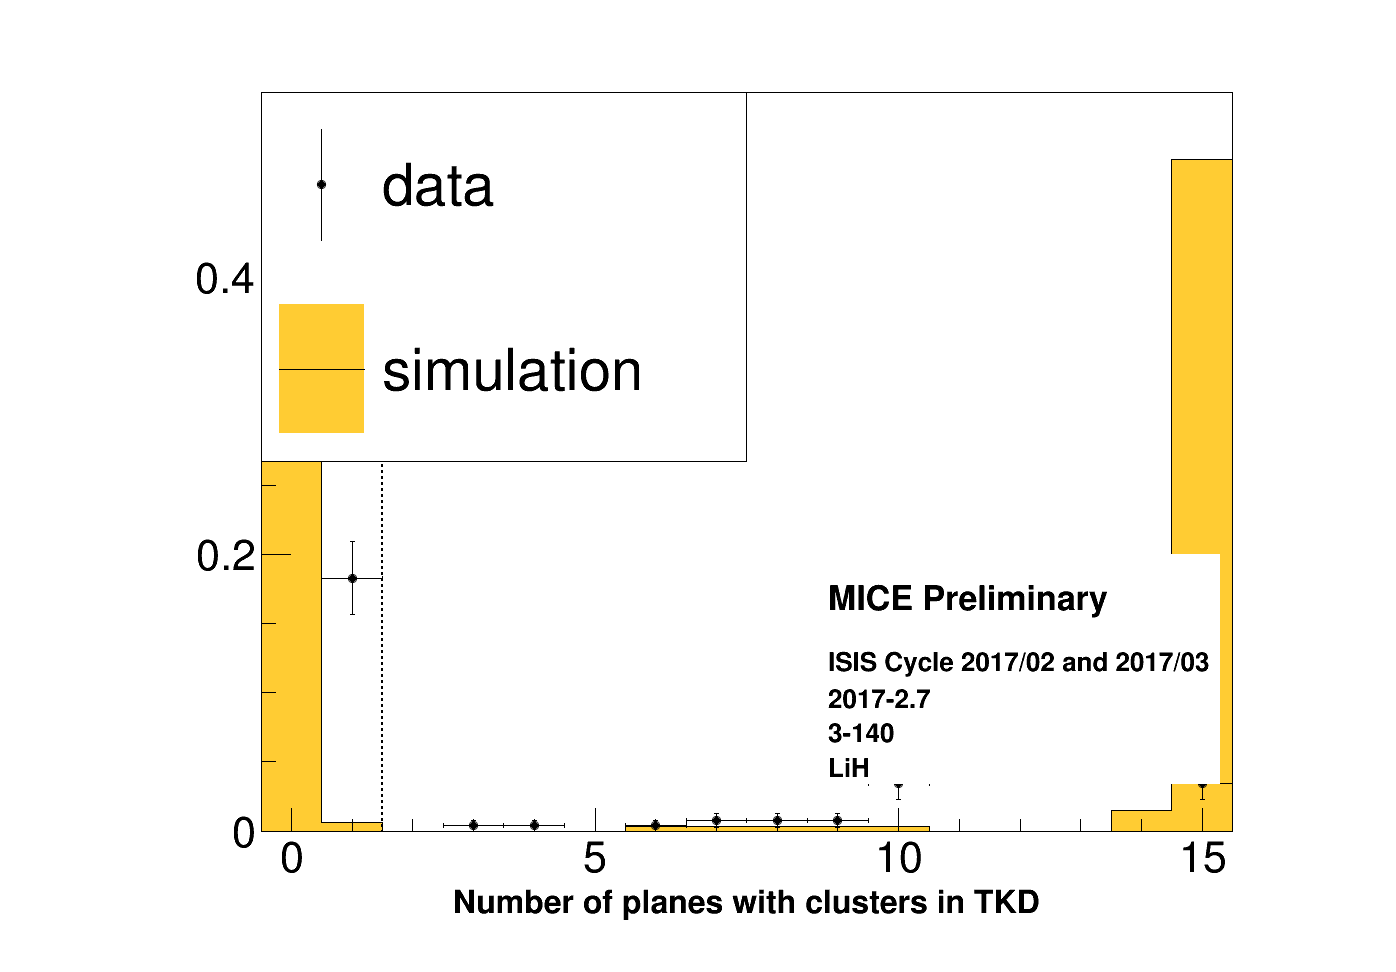 data
0.4
simulation
0.2
MICE Preliminary
ISIS Cycle 2017/02 and 2017/03
2017-2.7
3-140
LiH
0
0 5 10 15
Number of planes with clusters in TKD